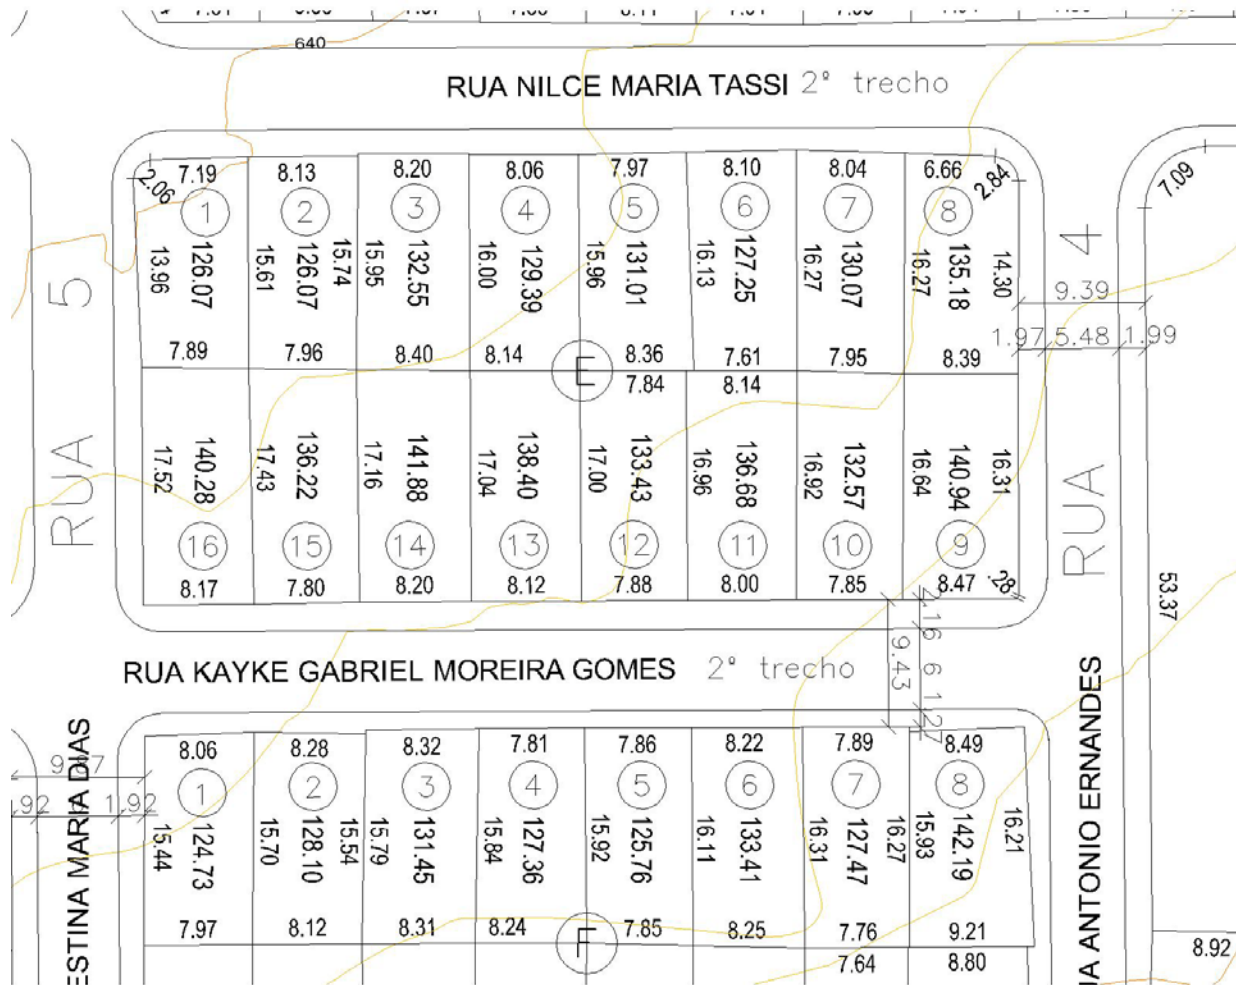 640
RUA NILCE MARIA TASSI 2ª trecho
7.19 8.13 8.20 8.06 7.97 8.10 8.04 6.66
2.06 2.84 7.09
1 2 3 4 5 6 7 8
13.96 126.07 15.61 126.07 15.74 15.95 132.55 16.00 129.39 15.96 131.01 16.13 127.25 16.27 130.07 16.27 135.18 14.30
RUA 5
RUA 4
9.39
1.97 5.48 1.99
7.89 7.96 8.40 8.14 8.36 7.61 7.95 8.39
E
7.84 8.14
17.52 140.28 17.43 136.22 17.16 141.88 17.04 138.40 17.00 133.43 16.96 136.68 16.92 132.57 16.64 140.94 16.31
16 15 14 13 12 11 10 9
8.17 7.80 8.20 8.12 7.88 8.00 7.85 8.47 .28
53.37
9.43
RUA KAYKE GABRIEL MOREIRA GOMES 2ª trecho
8.06 8.28 8.32 7.81 7.86 8.22 7.89 8.49
1 2 3 4 5 6 7 8
1.92
15.44 124.73 15.70 128.10 15.54 15.79 131.45 15.84 127.36 15.92 125.76 16.11 133.41 16.31 127.47 16.27 15.93 142.19 16.21
ESTINA MARIA DIAS
UA ANTONIO ERNANDES
7.97 8.12 8.31 8.24 7.85 8.25 7.76 9.21
F
7.64 8.80
8.92